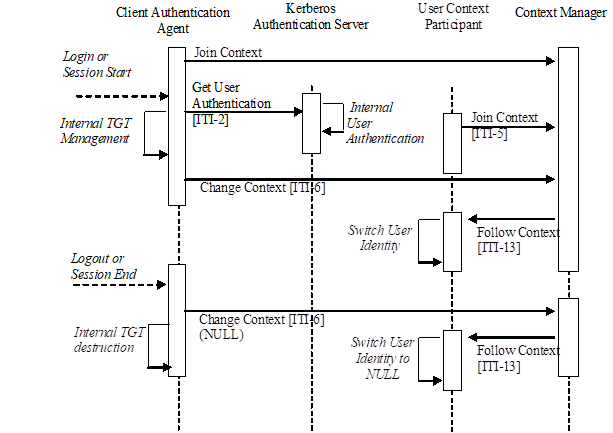 Client Authentication
Agent
Kerberos
Authentication Server
User Context
Participant
Context Manager
Login or
Session Start
Join Context
Get User
Authentication
[ITI-2]
Internal
User
Authentication
Internal TGT
Management
Join Context
[ITI-5]
Change Context [ITI-6]
Switch User
Identity
Follow Context
[ITI-13]
Logout or
Session End
Change Context [ITI-6]
(NULL)
Internal TGT
destruction
Switch User
Identity to
NULL
Follow Context
[ITI-13]